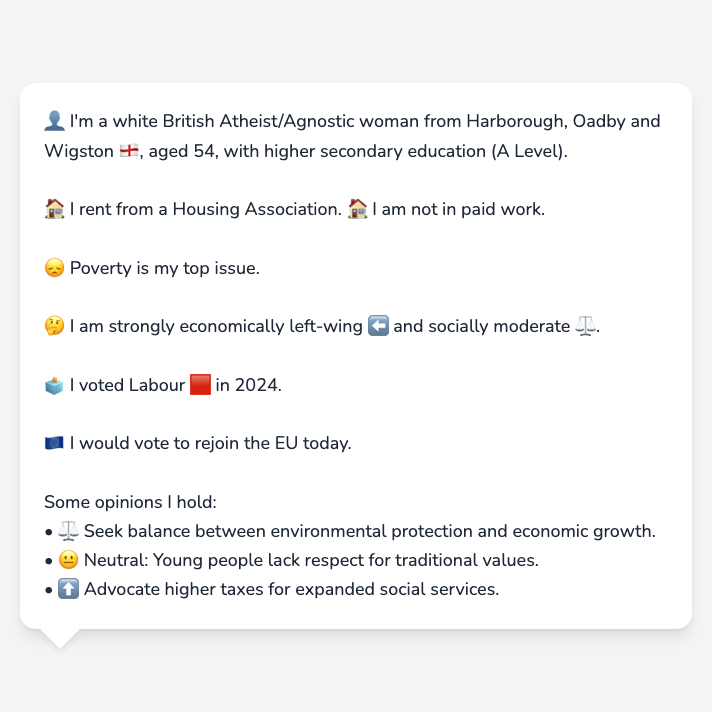 👤 I'm a white British Atheist/Agnostic woman from Harborough, Oadby and
Wigston 🏴󠁧󠁢󠁥󠁮󠁧󠁿, aged 54, with higher secondary education (A Level).
🏠 I rent from a Housing Association. 🏠 I am not in paid work.
😞 Poverty is my top issue.
🤔 I am strongly economically left-wing ⬅️ and socially moderate ⚖️.
🗳️ I voted Labour 🟥 in 2024.
🇪🇺 I would vote to rejoin the EU today.
Some opinions I hold:
• ⚖️ Seek balance between environmental protection and economic growth.
• 😐 Neutral: Young people lack respect for traditional values.
• ⬆️ Advocate higher taxes for expanded social services.